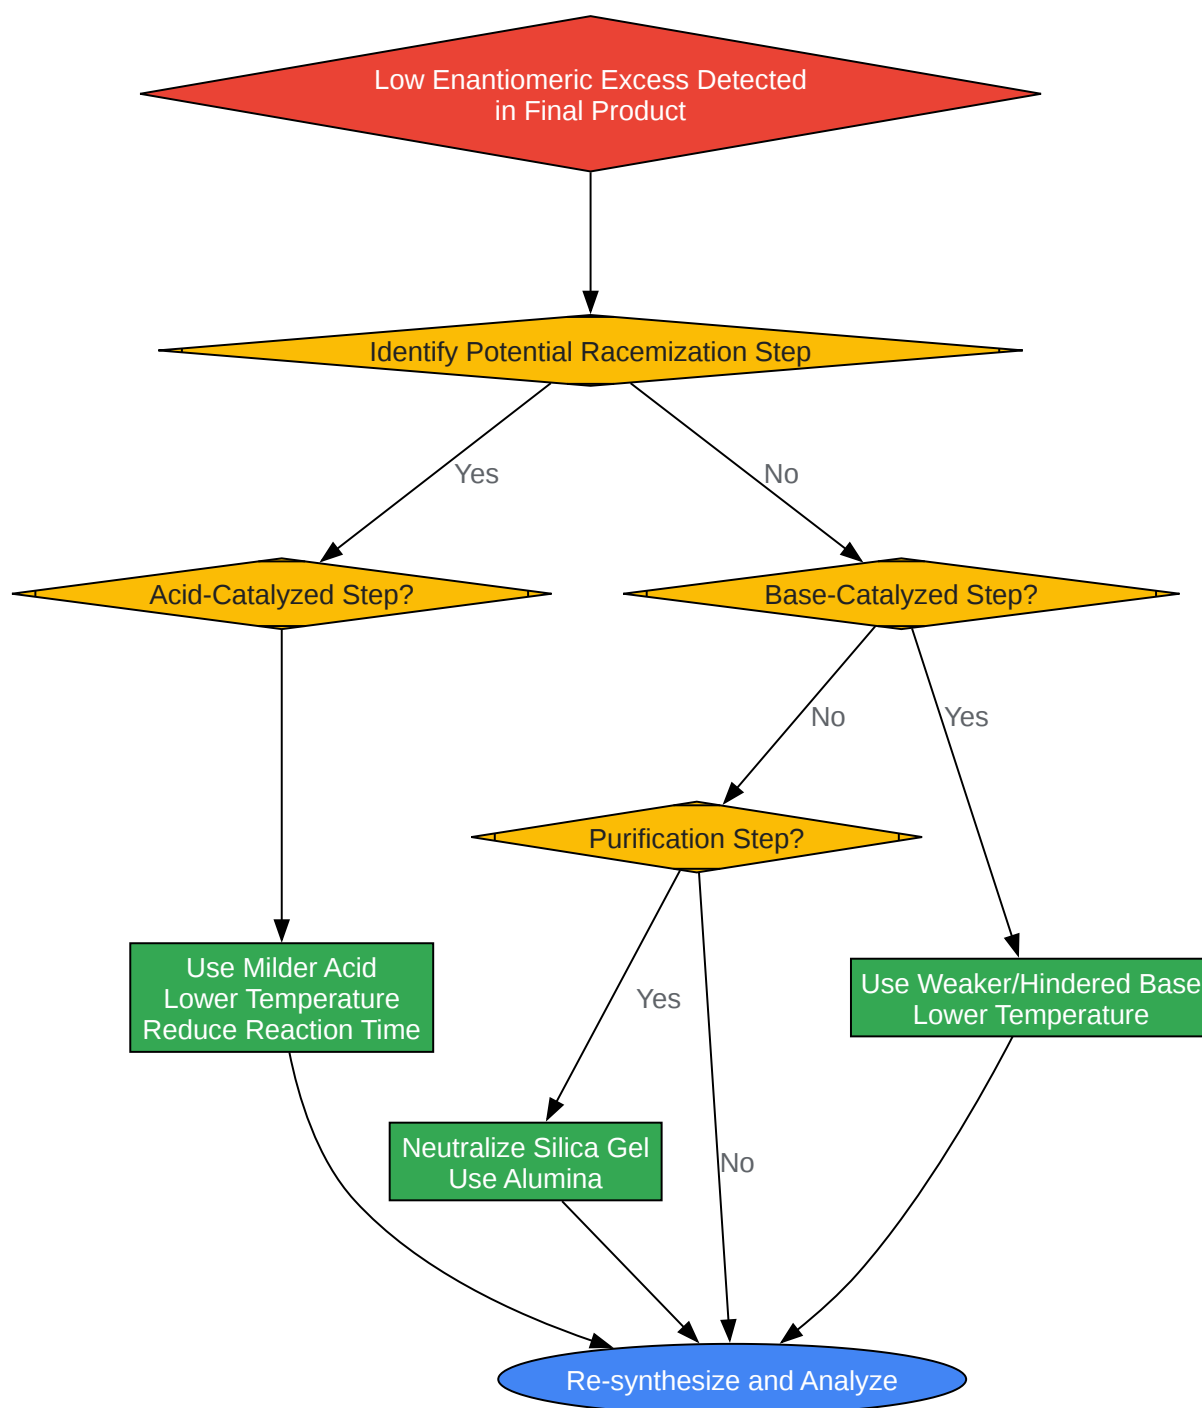 Low Enantiomeric Excess Detected
in Final Product
Identify Potential Racemization Step
Yes
No
Acid-Catalyzed Step?
Base-Catalyzed Step?
No
Yes
Purification Step?
Use Milder Acid
Lower Temperature
Reduce Reaction Time
Use Weaker/Hindered Base
Lower Temperature
Yes
Neutralize Silica Gel
Use Alumina
No
Re-synthesize and Analyze